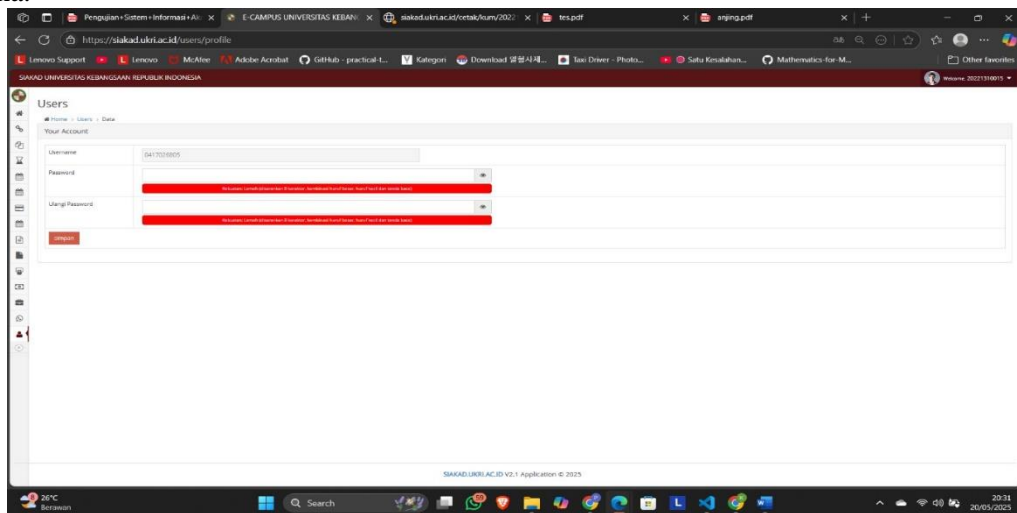 Pengujian+Sistem+Informasi+Ak
E-CAMPUS UNIVERSITAS KEBAN
siakad.ukri.ac.id/cetak/kum/2022
tes.pdf
anjing.pdf
https://siakad.ukri.ac.id/users/profile
Lenovo Support
Lenovo
McAfee
Adobe Acrobat
GitHub - practical-t...
Kategori
Download
Taxi Driver - Photo...
Satu Kesalahan...
Mathematics-for-M...
Other favorites
SIAKAD UNIVERSITAS KEBANGSAAN REPUBLIK INDONESIA
Welcome 20221310015
Users
Home > Users > Data
Your Account
Username
0417026905
Password
Ulangi Password
simpan
SIAKAD.UKRI.AC.ID V2.1 Application © 2025
26°C
Berawan
Search
20:31
20/05/2025